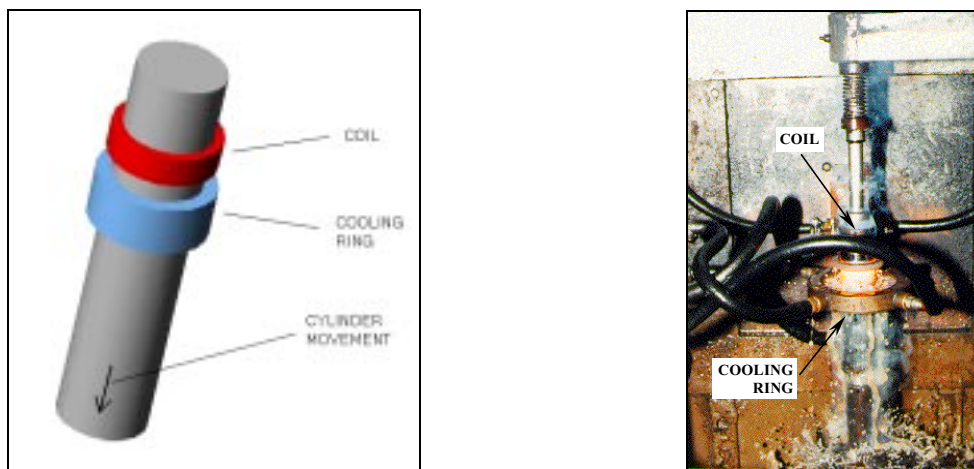 COIL
COOLING
RING
CYLINDER
MOVEMENT
COIL
COOLING
RING